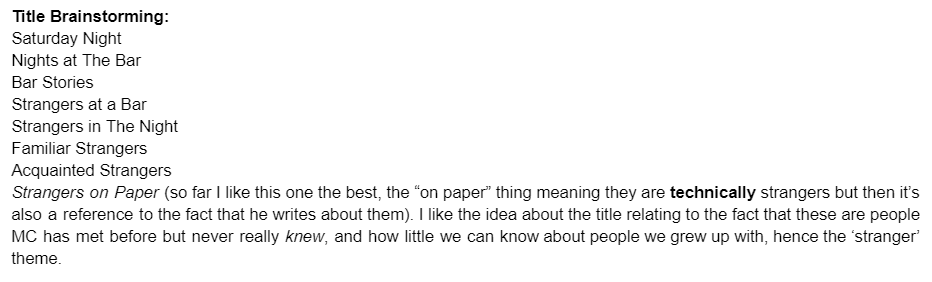 Title Brainstorming:
Saturday Night
Nights at The Bar
Bar Stories
Strangers at a Bar
Strangers in The Night
Familiar Strangers
Acquainted Strangers
Strangers on Paper (so far I like this one the best, the “on paper” thing meaning they are technically strangers but then it’s
also a reference to the fact that he writes about them). I like the idea about the title relating to the fact that these are people
MC has met before but never really knew, and how little we can know about people we grew up with, hence the ‘stranger’
theme.